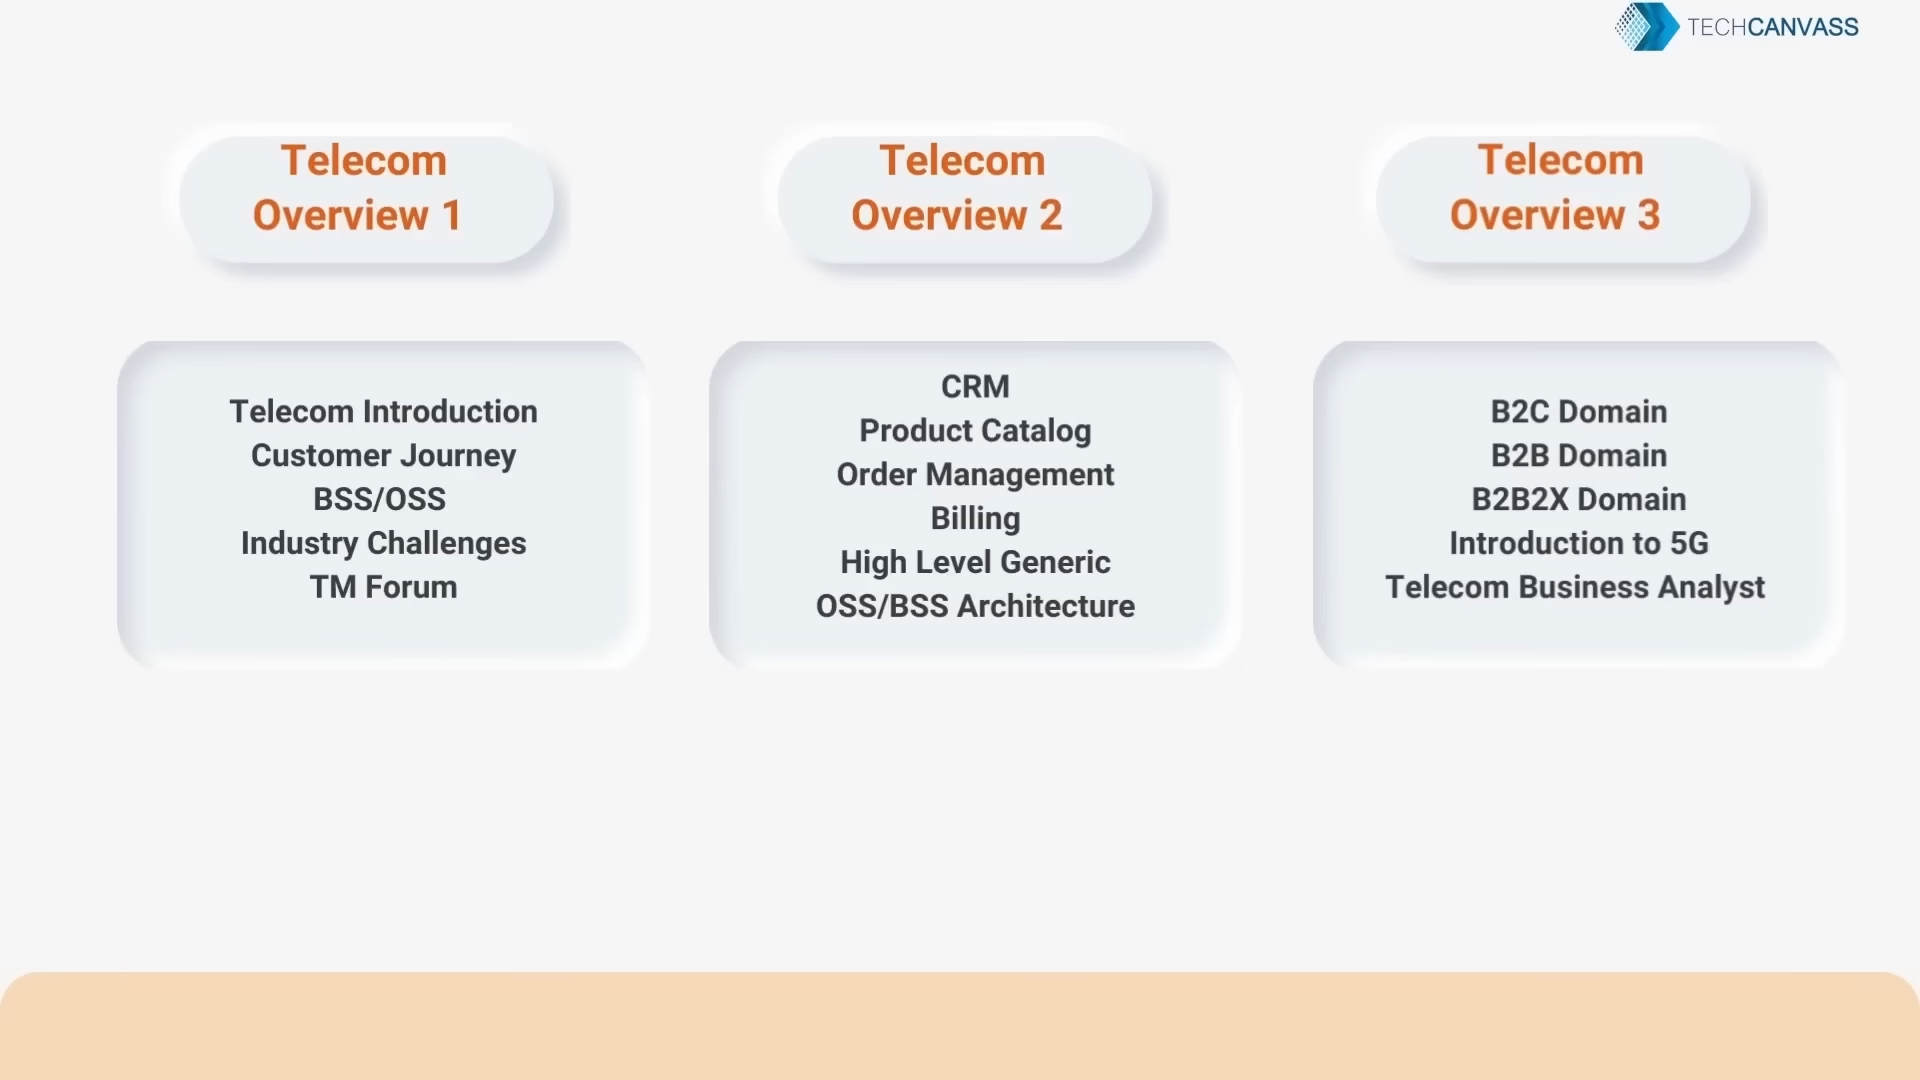 TECHCANVASS
Telecom
Overview 1
Telecom
Overview 2
Telecom
Overview 3
Telecom Introduction
Customer Journey
BSS/OSS
Industry Challenges
TM Forum
CRM
Product Catalog
Order Management
Billing
High Level Generic
OSS/BSS Architecture
B2C Domain
B2B Domain
B2B2X Domain
Introduction to 5G
Telecom Business Analyst